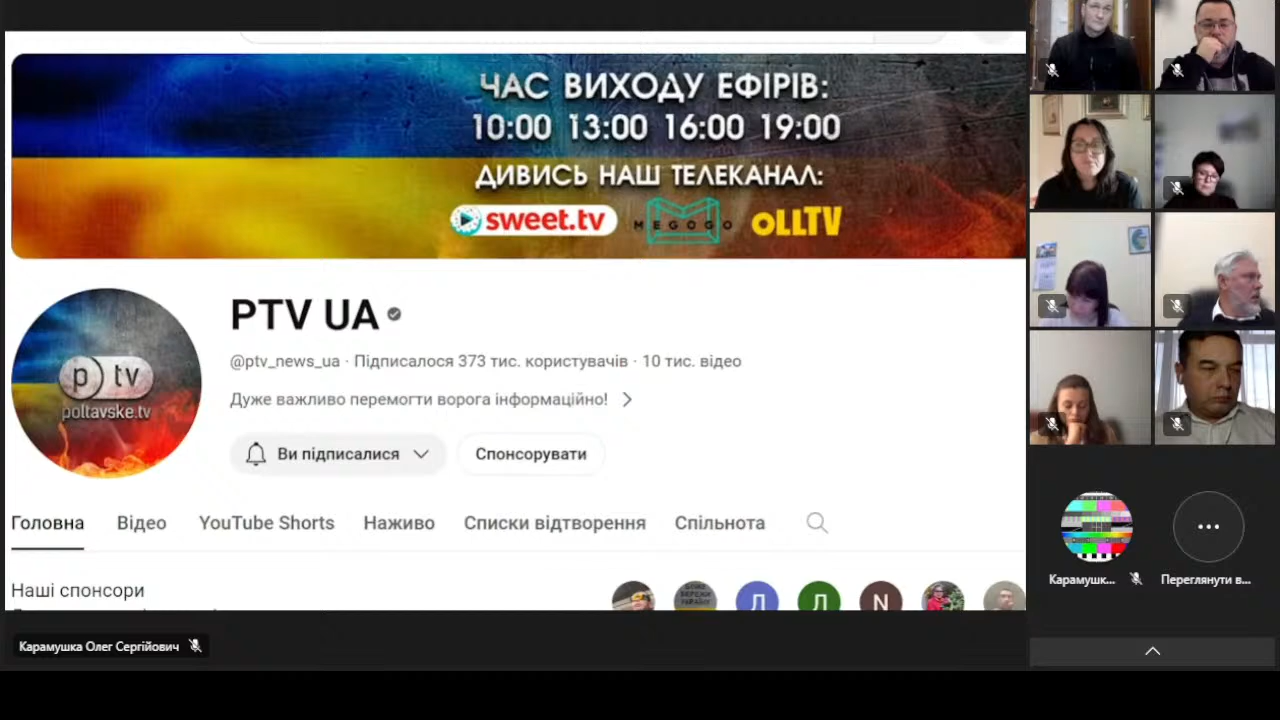 ЧАС ВИХОДУ ЕФІРІВ:
10:00 13:00 16:00 19:00
ДИВИСЬ НАШ ТЕЛЕКАНАЛ:
sweet.tv MEGOGO OLLTV
p tv
poltavske.tv
PTV UA
@ptv_news_ua · Підписалося 373 тис. користувачів · 10 тис. відео
Дуже важливо перемогти ворога інформаційно!
Ви підписалися
Спонсорувати
Головна Відео YouTube Shorts Наживо Списки відтворення Спільнота
Наші спонсори
Л Л N
Карамушка Олег Сергійович
Карамушк...
Переглянути в...